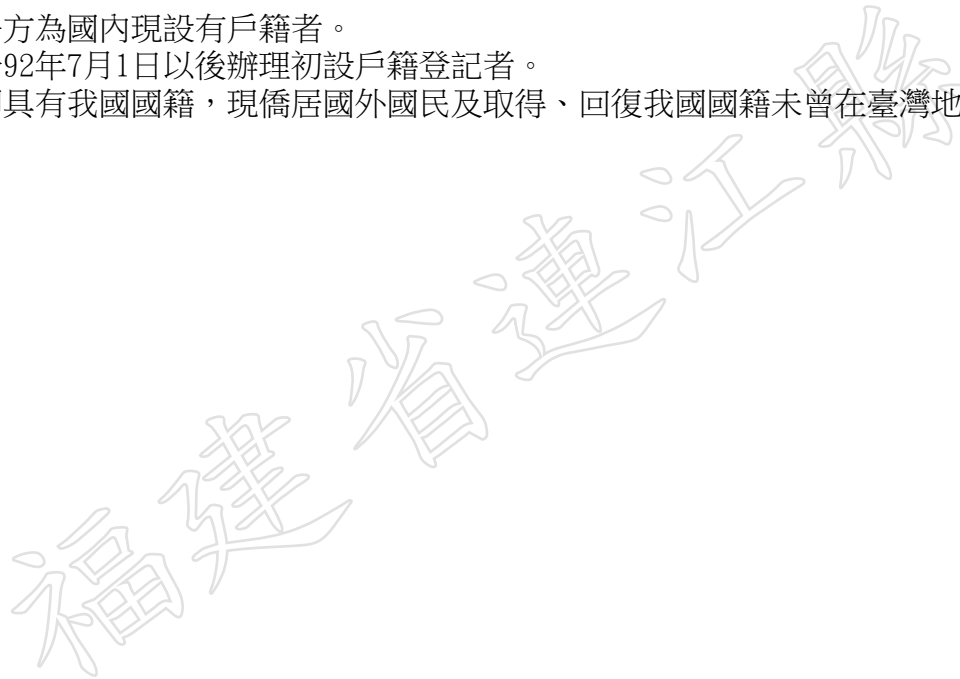 方為國內現設有戶籍者。
92年7月1日以後辦理初設戶籍登記者。
具有我國國籍，現僑居國外國民及取得、回復我國國籍未曾在臺灣地
福建省連江縣